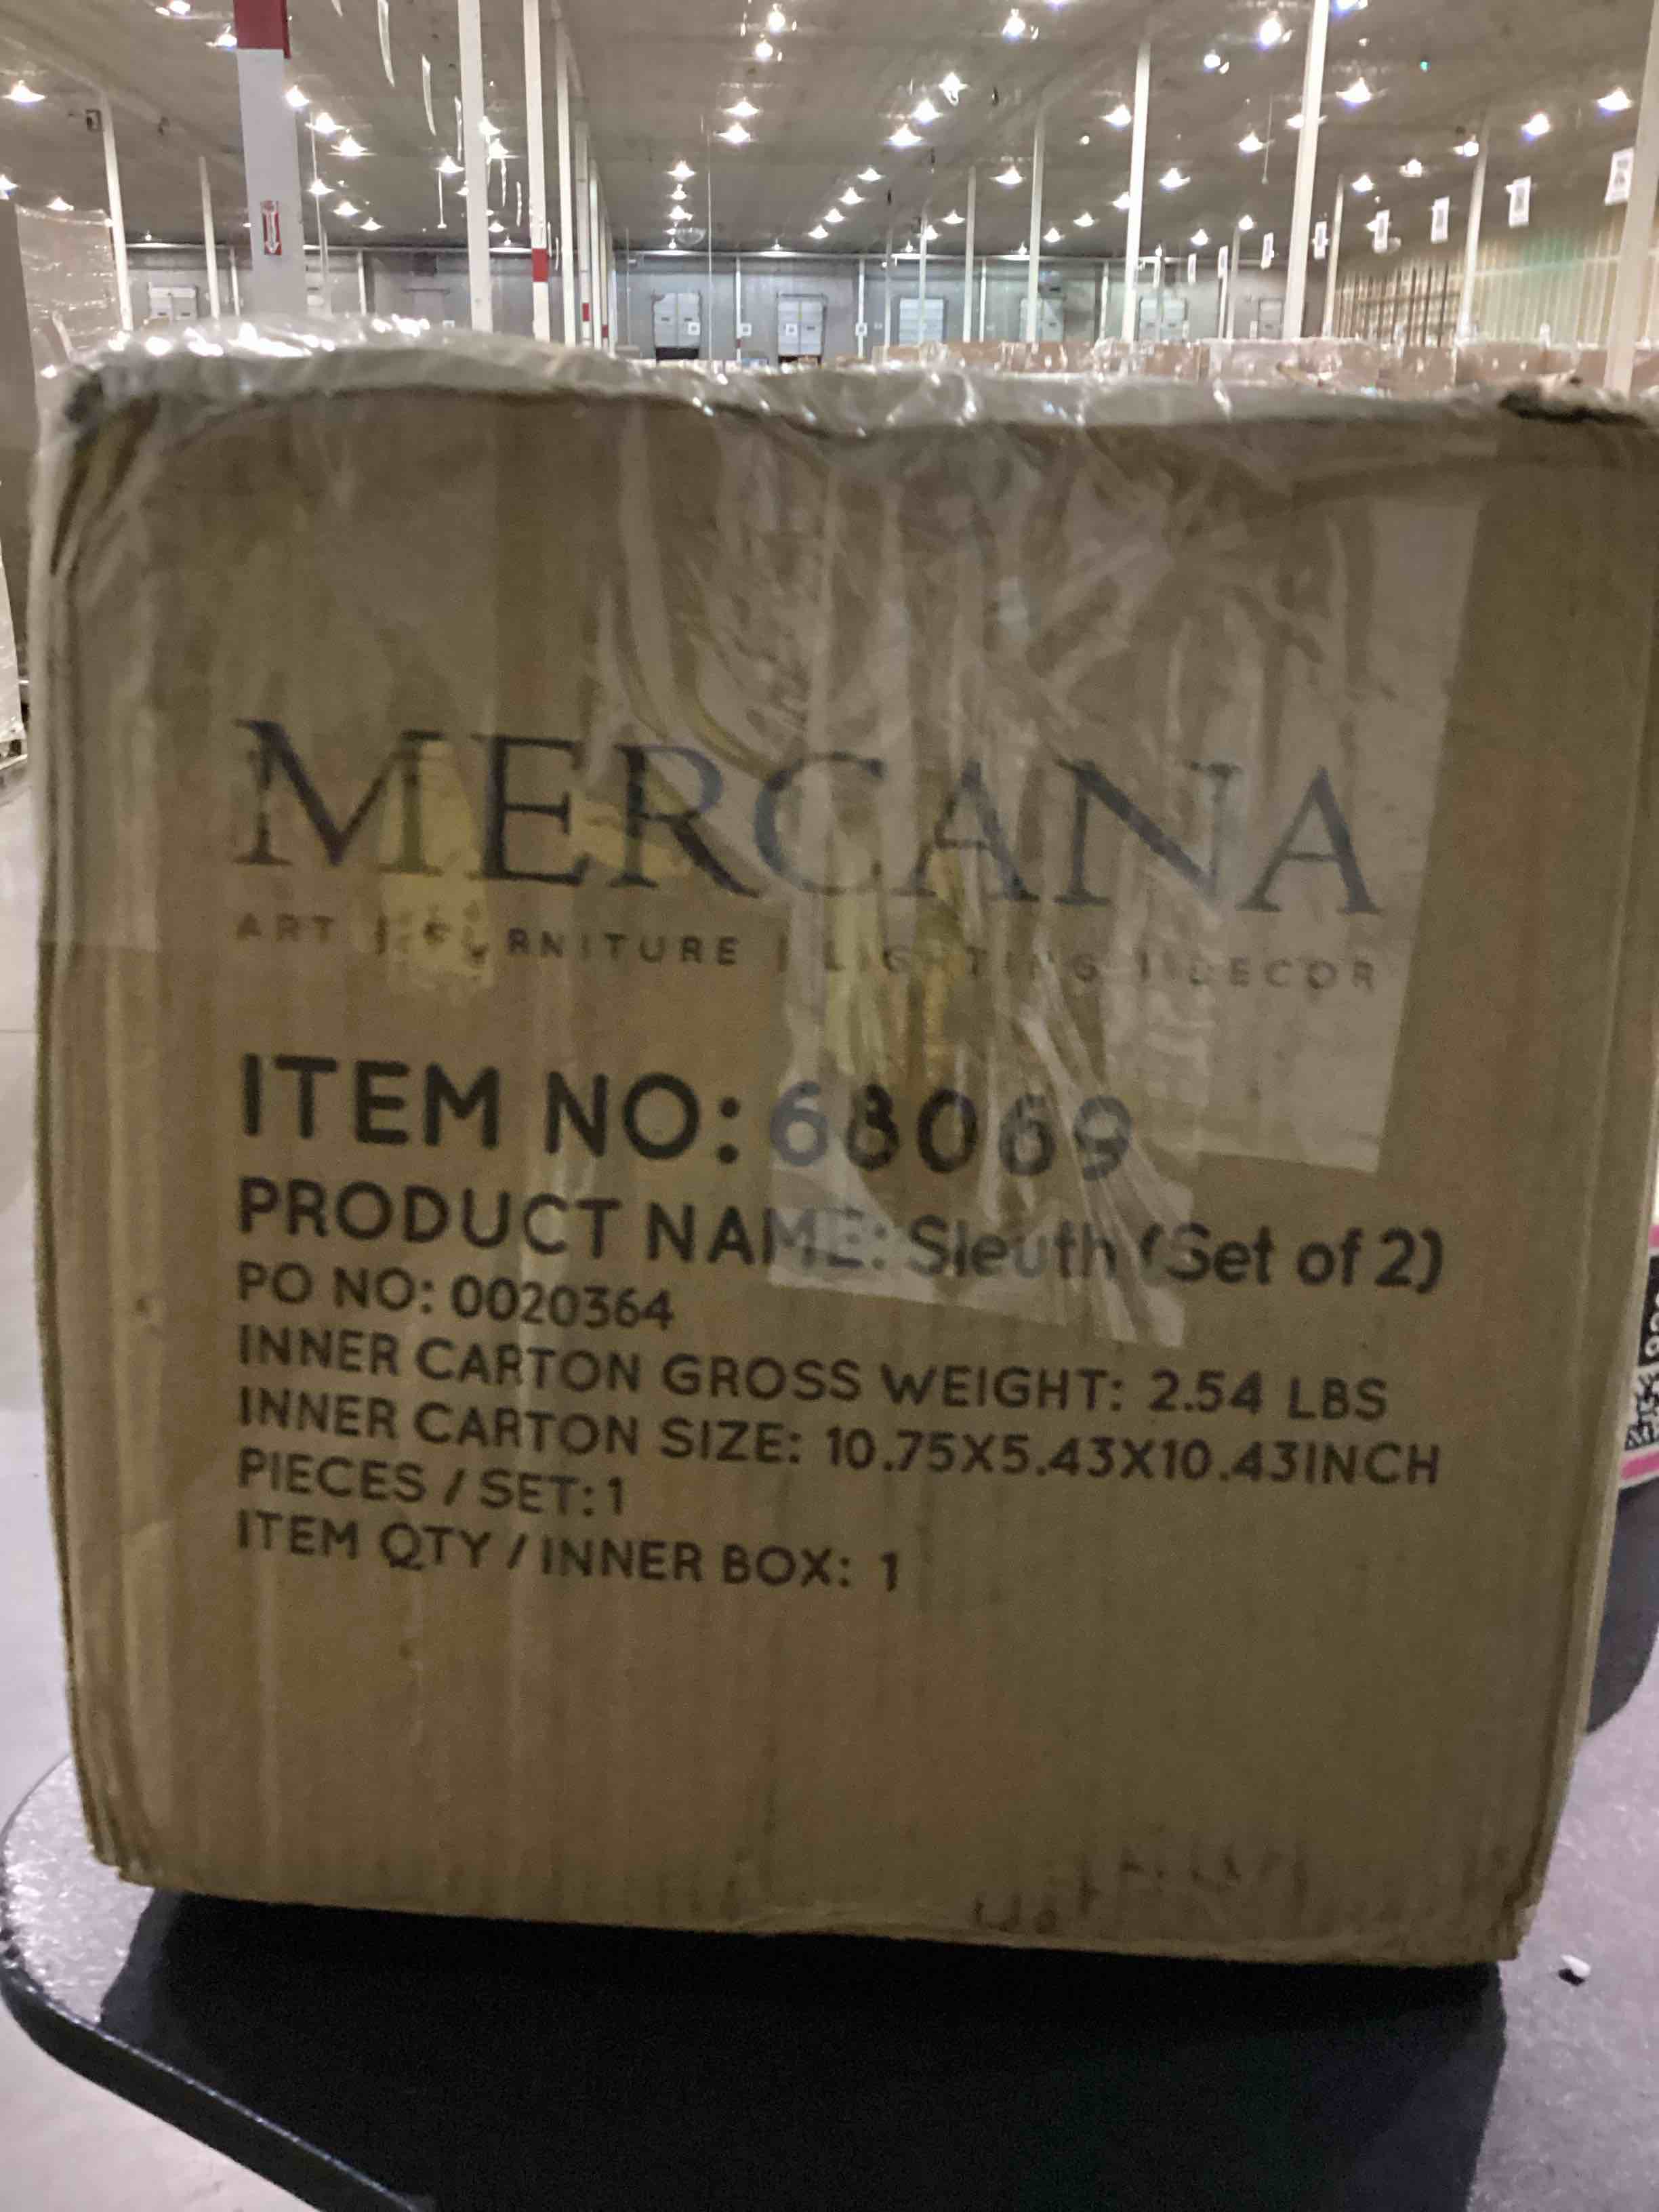 MERCANA
ART | FURNITURE | LIGHTING | DECOR
ITEM NO: 68069
PRODUCT NAME: Sleuth (Set of 2)
PO NO: 0020364
INNER CARTON GROSS WEIGHT: 2.54 LBS
INNER CARTON SIZE: 10.75X5.43X10.43INCH
PIECES / SET: 1
ITEM QTY / INNER BOX: 1